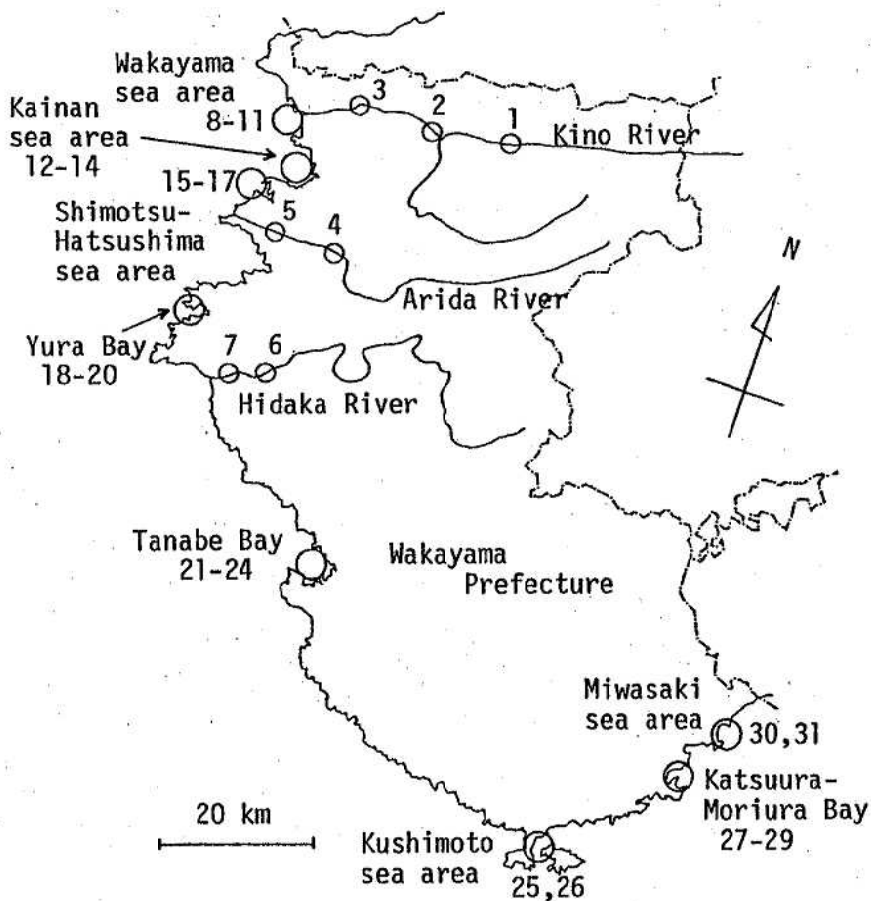 Wakayama
sea area
8-11
3
2
1
Kino River
Kainan
sea area
12-14
15-17
Shimotsu-
Hatsushima
sea area
5
4
Arida River
N
Yura Bay
18-20
7
6
Hidaka River
Tanabe Bay
21-24
Wakayama
Prefecture
Miwasaki
sea area
30,31
Katsuura-
Moriura Bay
27-29
20 km
Kushimoto
sea area
25,26